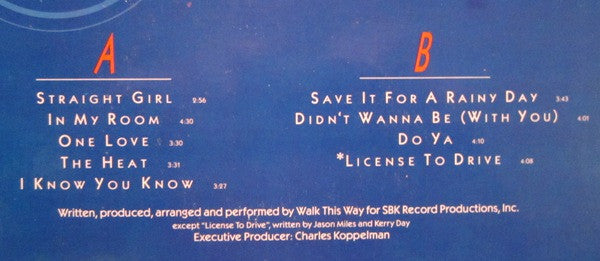 A
STRAIGHT GIRL 2:56
IN MY ROOM 4:30
ONE LOVE 3:30
THE HEAT 3:31
I KNOW YOU KNOW 3:27
B
SAVE IT FOR A RAINY DAY 3:43
DIDN'T WANNA BE (WITH YOU) 4:01
DO YA 4:10
*LICENSE TO DRIVE 4:08
Written, produced, arranged and performed by Walk This Way for SBK Record Productions, Inc.
except "License To Drive", written by Jason Miles and Kerry Day
Executive Producer: Charles Koppelman